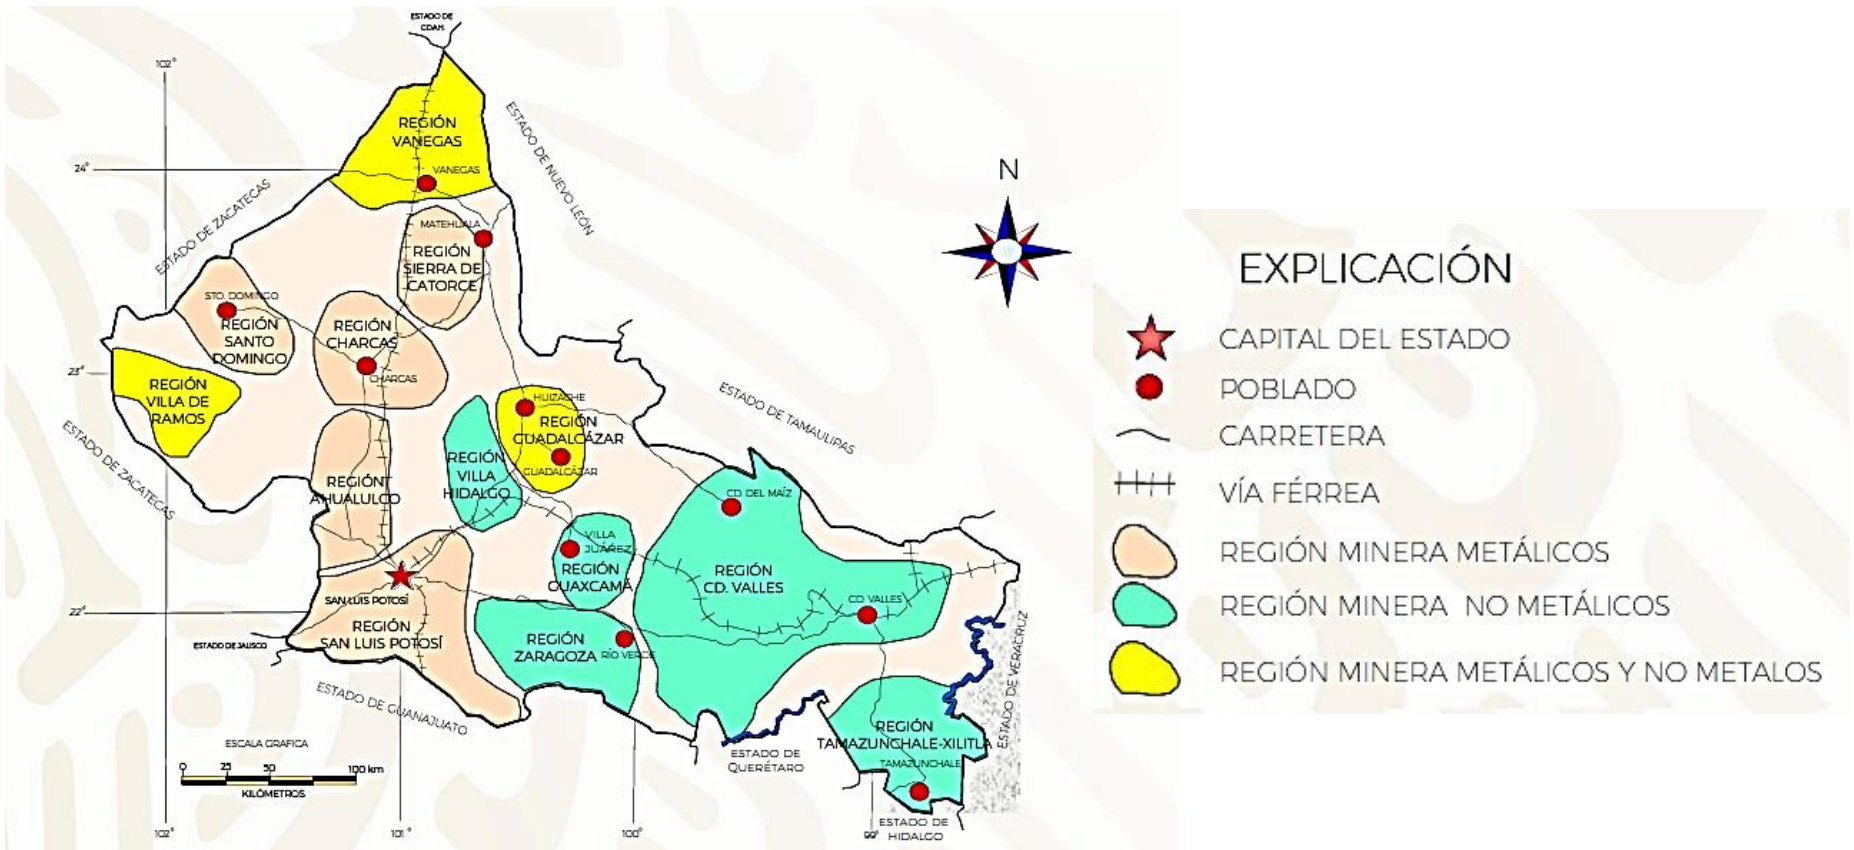 ESTADO DE
COAH.
102°
REGIÓN
VANEGAS
ESTADO DE NUEVO LEÓN
24°
VANEGAS
ESTADO DE ZACATECAS
N
MATEHUALA
REGIÓN
SIERRA DE
CATORCE
STO. DOMINGO
REGIÓN
SANTO
DOMINGO
REGIÓN
CHARCAS
CHARCAS
23°
REGIÓN
VILLA DE
RAMOS
ESTADO DE TAMAULIPAS
HUIZACHE
REGIÓN
GUADALCÁZAR
GUADALCÁZAR
ESTADO DE ZACATECAS
REGIÓN
VILLA
HIDALGO
REGIÓN
AHUALULCO
CD. DEL MAÍZ
VILLA
JUÁREZ
REGIÓN
GUAXCAMÁ
REGIÓN
CD. VALLES
CD. VALLES
22°
SAN LUIS POTOSÍ
REGIÓN
SAN LUIS POTOSÍ
ESTADO DE JALISCO
REGIÓN
ZARAGOZA
RÍO VERDE
ESTADO DE VERACRUZ
ESTADO DE GUANAJUATO
REGIÓN
TAMAZUNCHALE-XILITLA
TAMAZUNCHALE
ESTADO DE
QUERÉTARO
ESCALA GRAFICA
0 25 50 100 km
KILÓMETROS
102° 101° 100° 99°
ESTADO DE
HIDALGO
EXPLICACIÓN
CAPITAL DEL ESTADO
POBLADO
CARRETERA
VÍA FÉRREA
REGIÓN MINERA METÁLICOS
REGIÓN MINERA NO METÁLICOS
REGIÓN MINERA METÁLICOS Y NO METALOS